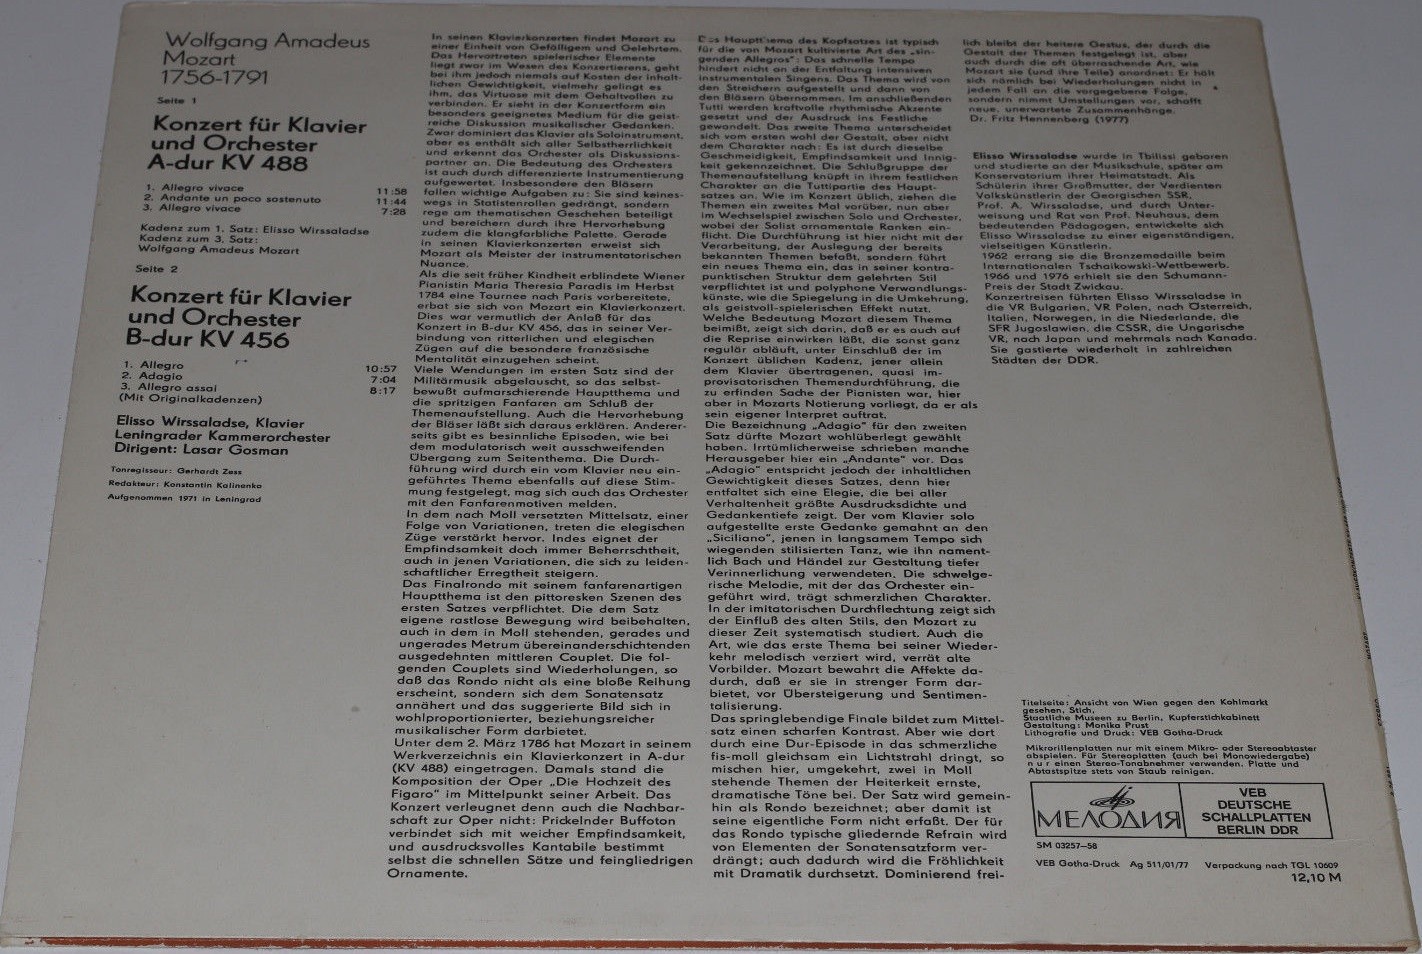 Wolfgang Amadeus
Mozart
1756-1791
Seite 1
Konzert für Klavier
und Orchester
A-dur KV 488
1. Allegro vivace 11:58
2. Andante un poco sostenuto 11:44
3. Allegro vivace 7:28
Kadenz zum 1. Satz: Elisso Wirssaladse
Kadenz zum 3. Satz:
Wolfgang Amadeus Mozart
Seite 2
Konzert für Klavier
und Orchester
B-dur KV 456
1. Allegro 10:57
2. Adagio 7:04
3. Allegro assai 8:17
(Mit Originalkadenzen)
Elisso Wirssaladse, Klavier
Leningrader Kammerorchester
Dirigent: Lasar Gosman
Tonregisseur: Gerhardt Zess
Redakteur: Konstantin Kalinenko
Aufgenommen 1971 in Leningrad
In seinen Klavierkonzerten findet Mozart zu
einer Einheit von Gefälligem und Gelehrtem.
Das Hervortreten spielerischer Elemente
liegt zwar im Wesen des Konzertierens, geht
bei ihm jedoch niemals auf Kosten der inhalt-
lichen Gewichtigkeit, vielmehr gelingt es
ihm, das Virtuose mit dem Gehaltvollen zu
verbinden. Er sieht in der Konzertform ein
besonders geeignetes Medium für die geist-
reiche Diskussion musikalischer Gedanken.
Zwar dominiert das Klavier als Soloinstrument,
aber es enthält sich aller Selbstherrlichkeit
und erkennt das Orchester als Diskussions-
partner an. Die Bedeutung des Orchesters
ist auch durch differenzierte Instrumentierung
aufgewertet. Insbesondere den Bläsern
fallen wichtige Aufgaben zu: Sie sind keines-
wegs in Statistenrollen gedrängt, sondern
rege am thematischen Geschehen beteiligt
und bereichern durch ihre Hervorhebung
zudem die klangfarbliche Palette. Gerade
in seinen Klavierkonzerten erweist sich
Mozart als Meister der instrumentatorischen
Nuance.
Als die seit früher Kindheit erblindete Wiener
Pianistin Maria Theresia Paradis im Herbst
1784 eine Tournee nach Paris vorbereitete,
erbat sie sich von Mozart ein Klavierkonzert.
Dies war vermutlich der Anlaß für das
Konzert in B-dur KV 456, das in seiner Ver-
bindung von ritterlichen und elegischen
Zügen auf die besondere französische
Mentalität einzugehen scheint.
Viele Wendungen im ersten Satz sind der
Militärmusik abgelauscht, so das selbst-
bewußt aufmarschierende Hauptthema und
die spritzigen Fanfaren am Schluß der
Themenaufstellung. Auch die Hervorhebung
der Bläser läßt sich daraus erklären. Anderer-
seits gibt es besinnliche Episoden, wie bei
dem modulatorisch weit ausschweifenden
Übergang zum Seitenthema. Die Durch-
führung wird durch ein vom Klavier neu ein-
geführtes Thema ebenfalls auf diese Stim-
mung festgelegt, mag sich auch das Orchester
mit den Fanfarenmotiven melden.
In dem nach Moll versetzten Mittelsatz, einer
Folge von Variationen, treten die elegischen
Züge verstärkt hervor. Indes eignet der
Empfindsamkeit doch immer Beherrschtheit,
auch in jenen Variationen, die sich zu leiden-
schaftlicher Erregtheit steigern.
Das Finalrondo mit seinem fanfarenartigen
Hauptthema ist den pittoresken Szenen des
ersten Satzes verpflichtet. Die dem Satz
eigene rastlose Bewegung wird beibehalten,
auch in dem in Moll stehenden, gerades und
ungerades Metrum übereinanderschichtenden
ausgedehnten mittleren Couplet. Die fol-
genden Couplets sind Wiederholungen, so
daß das Rondo nicht als eine bloße Reihung
erscheint, sondern sich dem Sonatensatz
annähert und das suggerierte Bild sich in
wohlproportionierter, beziehungsreicher
musikalischer Form darbietet.
Unter dem 2. März 1786 hat Mozart in seinem
Werkverzeichnis ein Klavierkonzert in A-dur
(KV 488) eingetragen. Damals stand die
Komposition der Oper „Die Hochzeit des
Figaro" im Mittelpunkt seiner Arbeit. Das
Konzert verleugnet denn auch die Nachbar-
schaft zur Oper nicht: Prickelnder Buffoton
verbindet sich mit weicher Empfindsamkeit,
und ausdrucksvolles Kantabile bestimmt
selbst die schnellen Sätze und feingliedrigen
Ornamente.
Das Hauptthema des Kopfsatzes ist typisch
für die von Mozart kultivierte Art des „sin-
genden Allegros": Das schnelle Tempo
hindert nicht an der Entfaltung intensiven
instrumentalen Singens. Das Thema wird von
den Streichern aufgestellt und dann von
den Bläsern übernommen. Im anschließenden
Tutti werden kraftvolle rhythmische Akzente
gesetzt und der Ausdruck ins Festliche
gewandelt. Das zweite Thema unterscheidet
sich vom ersten wohl der Gestalt, aber nicht
dem Charakter nach: Es ist durch dieselbe
Geschmeidigkeit, Empfindsamkeit und Innig-
keit gekennzeichnet. Die Schlußgruppe der
Themenaufstellung knüpft in ihrem festlichen
Charakter an die Tuttipartie des Haupt-
satzes an. Wie im Konzert üblich, ziehen die
Themen ein zweites Mal vorüber, nun aber
im Wechselspiel zwischen Solo und Orchester,
wobei der Solist ornamentale Ranken ein-
flicht. Die Durchführung ist hier nicht mit der
Verarbeitung, der Auslegung der bereits
bekannten Themen befaßt, sondern führt
ein neues Thema ein, das in seiner kontra-
punktischen Struktur dem gelehrten Stil
verpflichtet ist und polyphone Verwandlungs-
künste, wie die Spiegelung in die Umkehrung,
als geistvoll-spielerischen Effekt nutzt.
Welche Bedeutung Mozart diesem Thema
beimißt, zeigt sich darin, daß er es auch auf
die Reprise einwirken läßt, die sonst ganz
regulär abläuft, unter Einschluß der im
Konzert üblichen Kadenz, jener allein
dem Klavier übertragenen, quasi im-
provisatorischen Themendurchführung, die
zu erfinden Sache der Pianisten war, hier
aber in Mozarts Notierung vorliegt, da er als
sein eigener Interpret auftrat.
Die Bezeichnung „Adagio" für den zweiten
Satz dürfte Mozart wohlüberlegt gewählt
haben. Irrtümlicherweise schrieben manche
Herausgeber hier ein „Andante" vor. Das
„Adagio" entspricht jedoch der inhaltlichen
Gewichtigkeit dieses Satzes, denn hier
entfaltet sich eine Elegie, die bei aller
Verhaltenheit größte Ausdrucksdichte und
Gedankentiefe zeigt. Der vom Klavier solo
aufgestellte erste Gedanke gemahnt an den
„Siciliano", jenen in langsamem Tempo sich
wiegenden stilisierten Tanz, wie ihn nament-
lich Bach und Händel zur Gestaltung tiefer
Verinnerlichung verwendeten. Die schwelge-
rische Melodie, mit der das Orchester ein-
geführt wird, trägt schmerzlichen Charakter.
In der imitatorischen Durchflechtung zeigt sich
der Einfluß des alten Stils, den Mozart zu
dieser Zeit systematisch studiert. Auch die
Art, wie das erste Thema bei seiner Wieder-
kehr melodisch verziert wird, verrät alte
Vorbilder. Mozart bewahrt die Affekte da-
durch, daß er sie in strenger Form dar-
bietet, vor Übersteigerung und Sentimen-
talisierung.
Das springlebendige Finale bildet zum Mittel-
satz einen scharfen Kontrast. Aber wie dort
durch eine Dur-Episode in das schmerzliche
fis-moll gleichsam ein Lichtstrahl dringt, so
mischen hier, umgekehrt, zwei in Moll
stehende Themen der Heiterkeit ernste,
dramatische Töne bei. Der Satz wird gemein-
hin als Rondo bezeichnet; aber damit ist
seine eigentliche Form nicht erfaßt. Der für
das Rondo typische gliedernde Refrain wird
von Elementen der Sonatensatzform ver-
drängt; auch dadurch wird die Fröhlichkeit
mit Dramatik durchsetzt. Dominierend frei-
lich bleibt der heitere Gestus, der durch die
Gestalt der Themen festgelegt ist, aber
auch durch die oft überraschende Art, wie
Mozart sie (und ihre Teile) anordnet: Er hält
sich nämlich bei Wiederholungen nicht in
jedem Fall an die vorgegebene Folge,
sondern nimmt Umstellungen vor, schafft
neue, unerwartete Zusammenhänge.
Dr. Fritz Hennenberg (1977)
Elisso Wirssaladse wurde in Tbilissi geboren
und studierte an der Musikschule, später am
Konservatorium ihrer Heimatstadt. Als
Schülerin ihrer Großmutter, der Verdienten
Volkskünstlerin der Georgischen SSR,
Prof. A. Wirssaladse, und durch Unter-
weisung und Rat von Prof. Neuhaus, dem
bedeutenden Pädagogen, entwickelte sich
Elisso Wirssaladse zu einer eigenständigen,
vielseitigen Künstlerin.
1962 errang sie die Bronzemedaille beim
Internationalen Tschaikowski-Wettbewerb.
1966 und 1976 erhielt sie den Schumann-
Preis der Stadt Zwickau.
Konzertreisen führten Elisso Wirssaladse in
die VR Bulgarien, VR Polen, nach Österreich,
Italien, Norwegen, in die Niederlande, die
SFR Jugoslawien, die CSSR, die Ungarische
VR, nach Japan und mehrmals nach Kanada.
Sie gastierte wiederholt in zahlreichen
Städten der DDR.
Titelseite: Ansicht von Wien gegen den Kohlmarkt
gesehen, Stich,
Staatliche Museen zu Berlin, Kupferstichkabinett
Gestaltung: Monika Prust
Lithografie und Druck: VEB Gotha-Druck
Mikrorillenplatten nur mit einem Mikro- oder Stereoabtaster
abspielen. Für Stereoplatten (auch bei Monowiedergabe)
nur einen Stereo-Tonabnehmer verwenden. Platte und
Abtastspitze stets von Staub reinigen.
МЕЛОДИЯ
VEB
DEUTSCHE
SCHALLPLATTEN
BERLIN DDR
SM 03257-58
VEB Gotha-Druck Ag 511/01/77 Verpackung nach TGL 10609
12,10 M